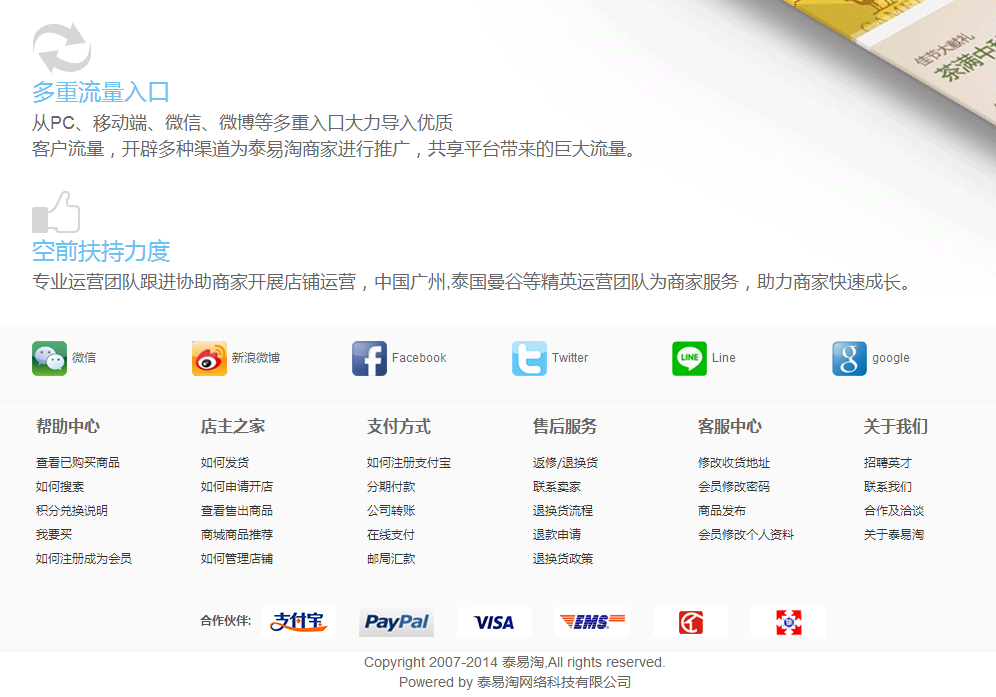 佳节大献礼
茶满中
多重流量入口
从PC、移动端、微信、微博等多重入口大力导入优质
客户流量，开辟多种渠道为泰易淘商家进行推广，共享平台带来的巨大流量。
空前扶持力度
专业运营团队跟进协助商家开展店铺运营，中国广州,泰国曼谷等精英运营团队为商家服务，助力商家快速成长。
微信 新浪微博 Facebook Twitter LINE Line google
帮助中心 店主之家 支付方式 售后服务 客服中心 关于我们
查看已购买商品 如何发货 如何注册支付宝 返修/退换货 修改收货地址 招聘英才
如何搜索 如何申请开店 分期付款 联系卖家 会员修改密码 联系我们
积分兑换说明 查看售出商品 公司转账 退换货流程 商品发布 合作及洽谈
我要买 商城商品推荐 在线支付 退款申请 会员修改个人资料 关于泰易淘
如何注册成为会员 如何管理店铺 邮局汇款 退换货政策
合作伙伴: 支付宝 PayPal VISA EMS
Copyright 2007-2014 泰易淘,All rights reserved.
Powered by 泰易淘网络科技有限公司